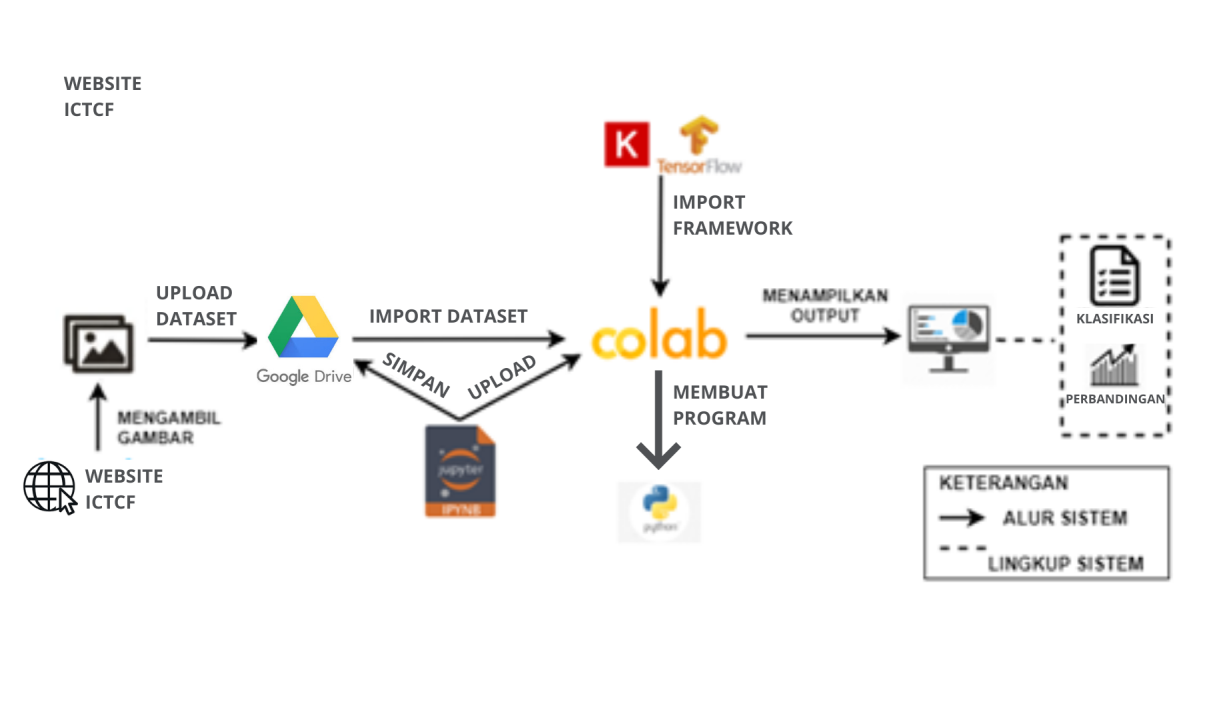 WEBSITE
ICTCF
K
TensorFlow
IMPORT
FRAMEWORK
UPLOAD
DATASET
IMPORT DATASET
MENAMPILKAN
OUTPUT
colab
KLASIFIKASI
Google Drive
SIMPAN
UPLOAD
PERBANDINGAN
MENGAMBIL
GAMBAR
MEMBUAT
PROGRAM
WEBSITE
ICTCF
jupyter
IPYNB
python
KETERANGAN
ALUR SISTEM
LINGKUP SISTEM